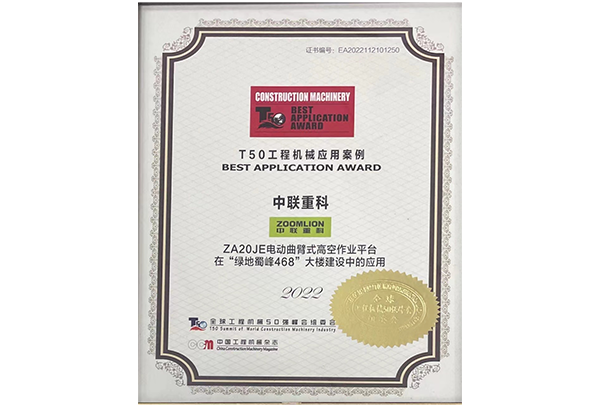 证书编号：EA2022112101250
CONSTRUCTION MACHINERY
T50 BEST
APPLICATION
AWARD
T50工程机械应用案例
BEST APPLICATION AWARD
中联重科
ZOOMLION
中联重科
ZA20JE电动曲臂式高空作业平台
在“绿地蜀峰468”大楼建设中的应用
2022
T50 全球工程机械50强峰会组委会
T50 Summit of World Construction Machinery Industry
CCM 中国工程机械杂志
China Construction Machinery Magazine
全球